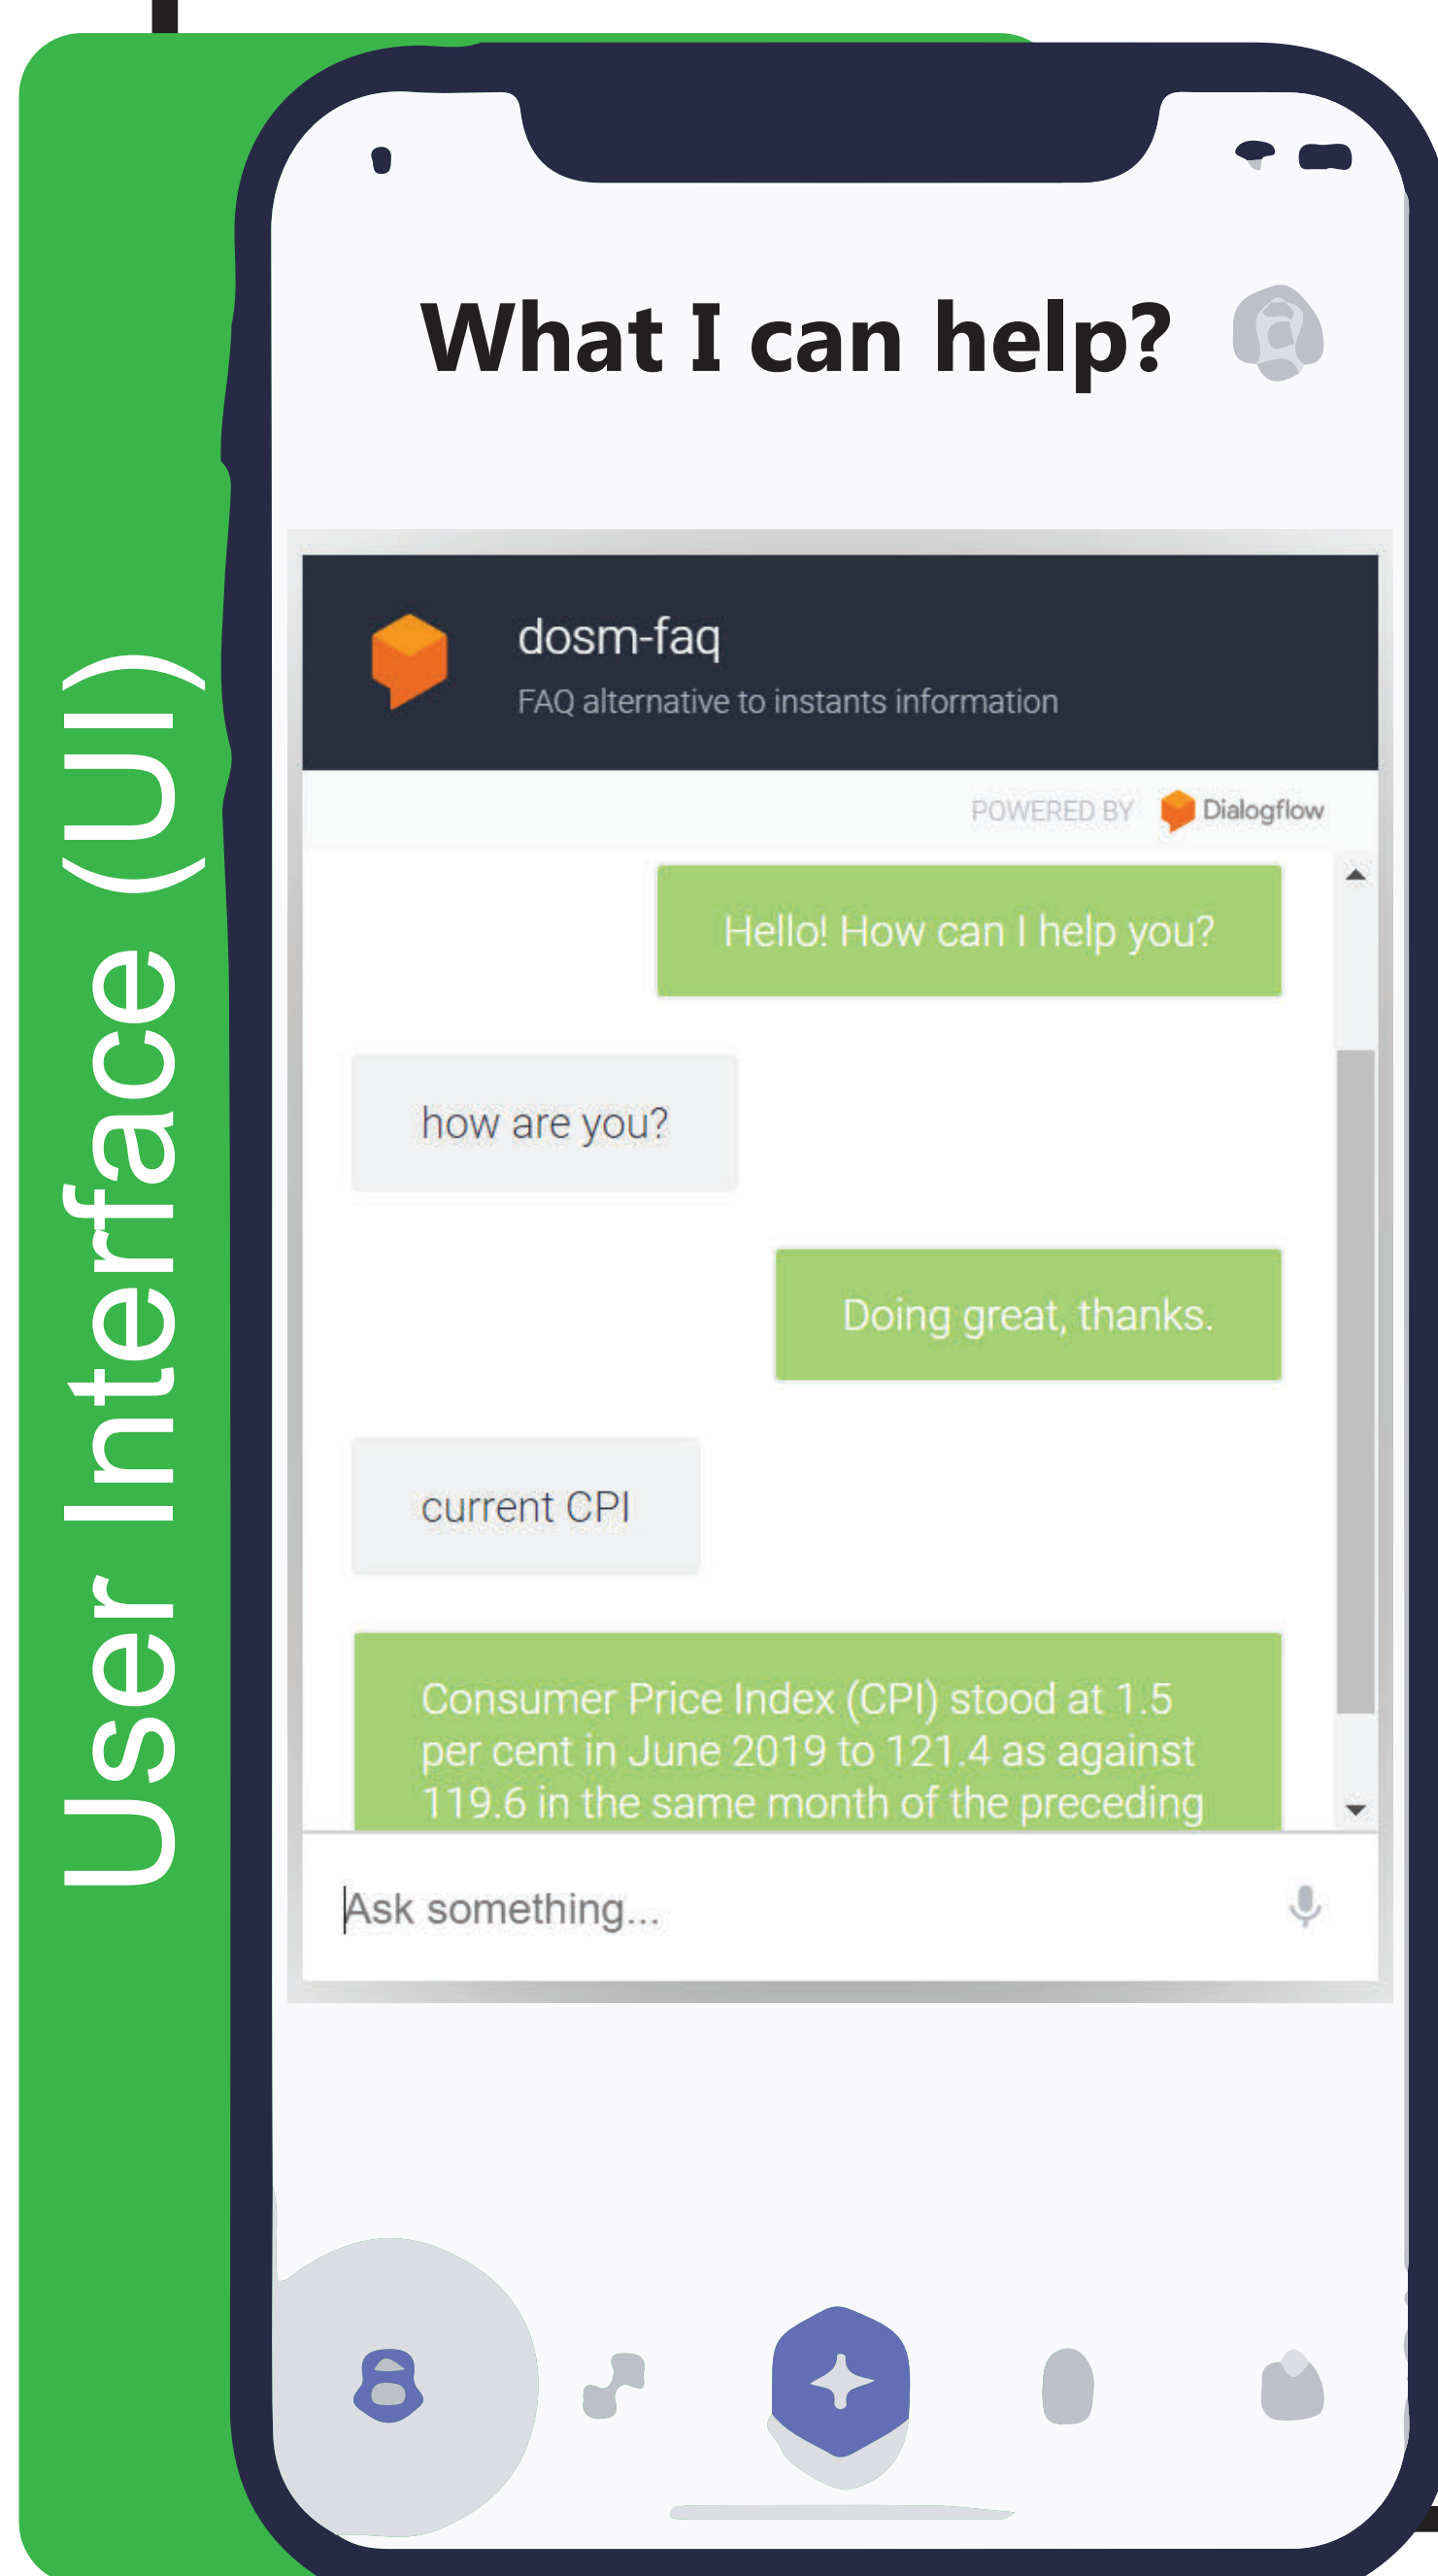 User Interface (UI)
What I can help?
dosm-faq
FAQ alternative to instants information
POWERED BY Dialogflow
Hello! How can I help you?
how are you?
Doing great, thanks.
current CPI
Consumer Price Index (CPI) stood at 1.5
per cent in June 2019 to 121.4 as against
119.6 in the same month of the preceding
Ask something...